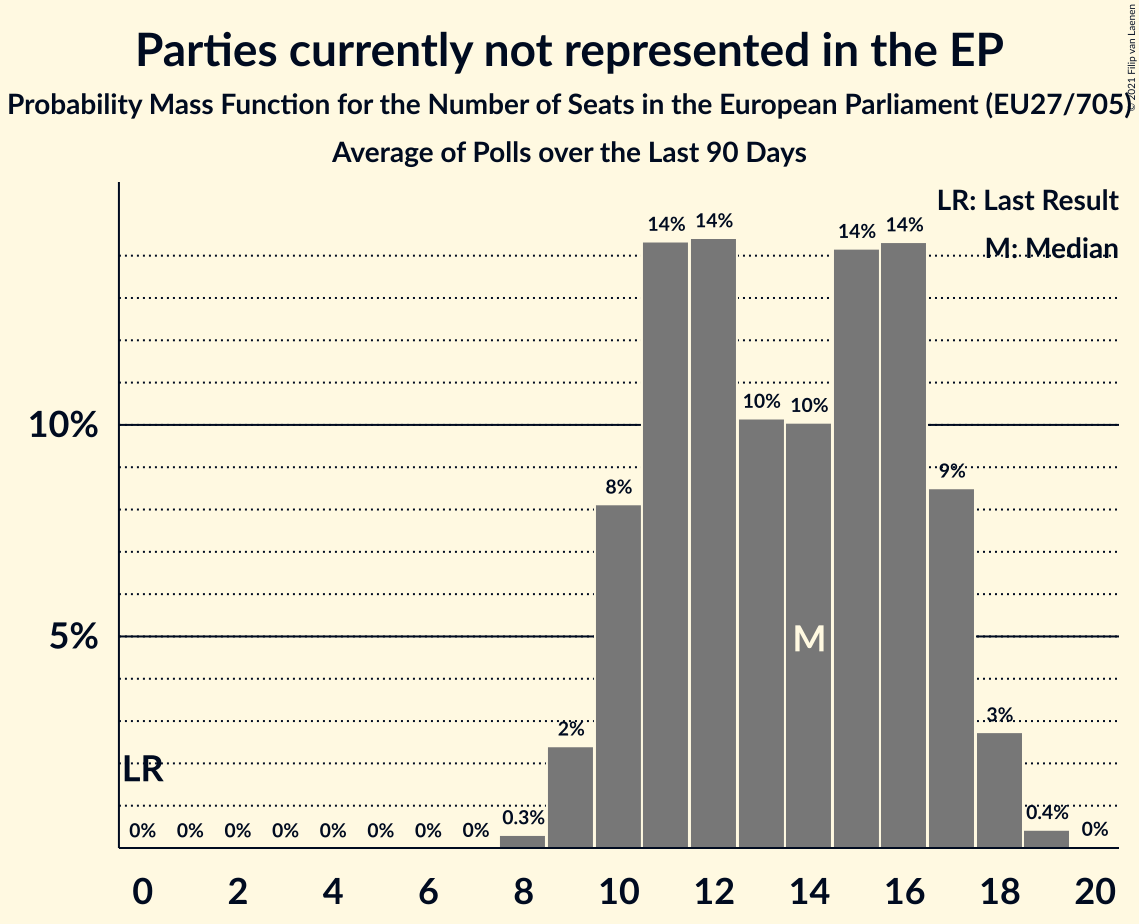 Parties currently not represented in the EP
Probability Mass Function for the Number of Seats in the European Parliament (EU27/705)
Average of Polls over the Last 90 Days
© 2021 Filip van Laenen
LR: Last Result
M: Median
14% 14% 14% 14%
10% 10%
10%
9%
8%
5%
M
3%
2%
LR
0% 0% 0% 0% 0% 0% 0% 0% 0.3% 0.4% 0%
0 2 4 6 8 10 12 14 16 18 20